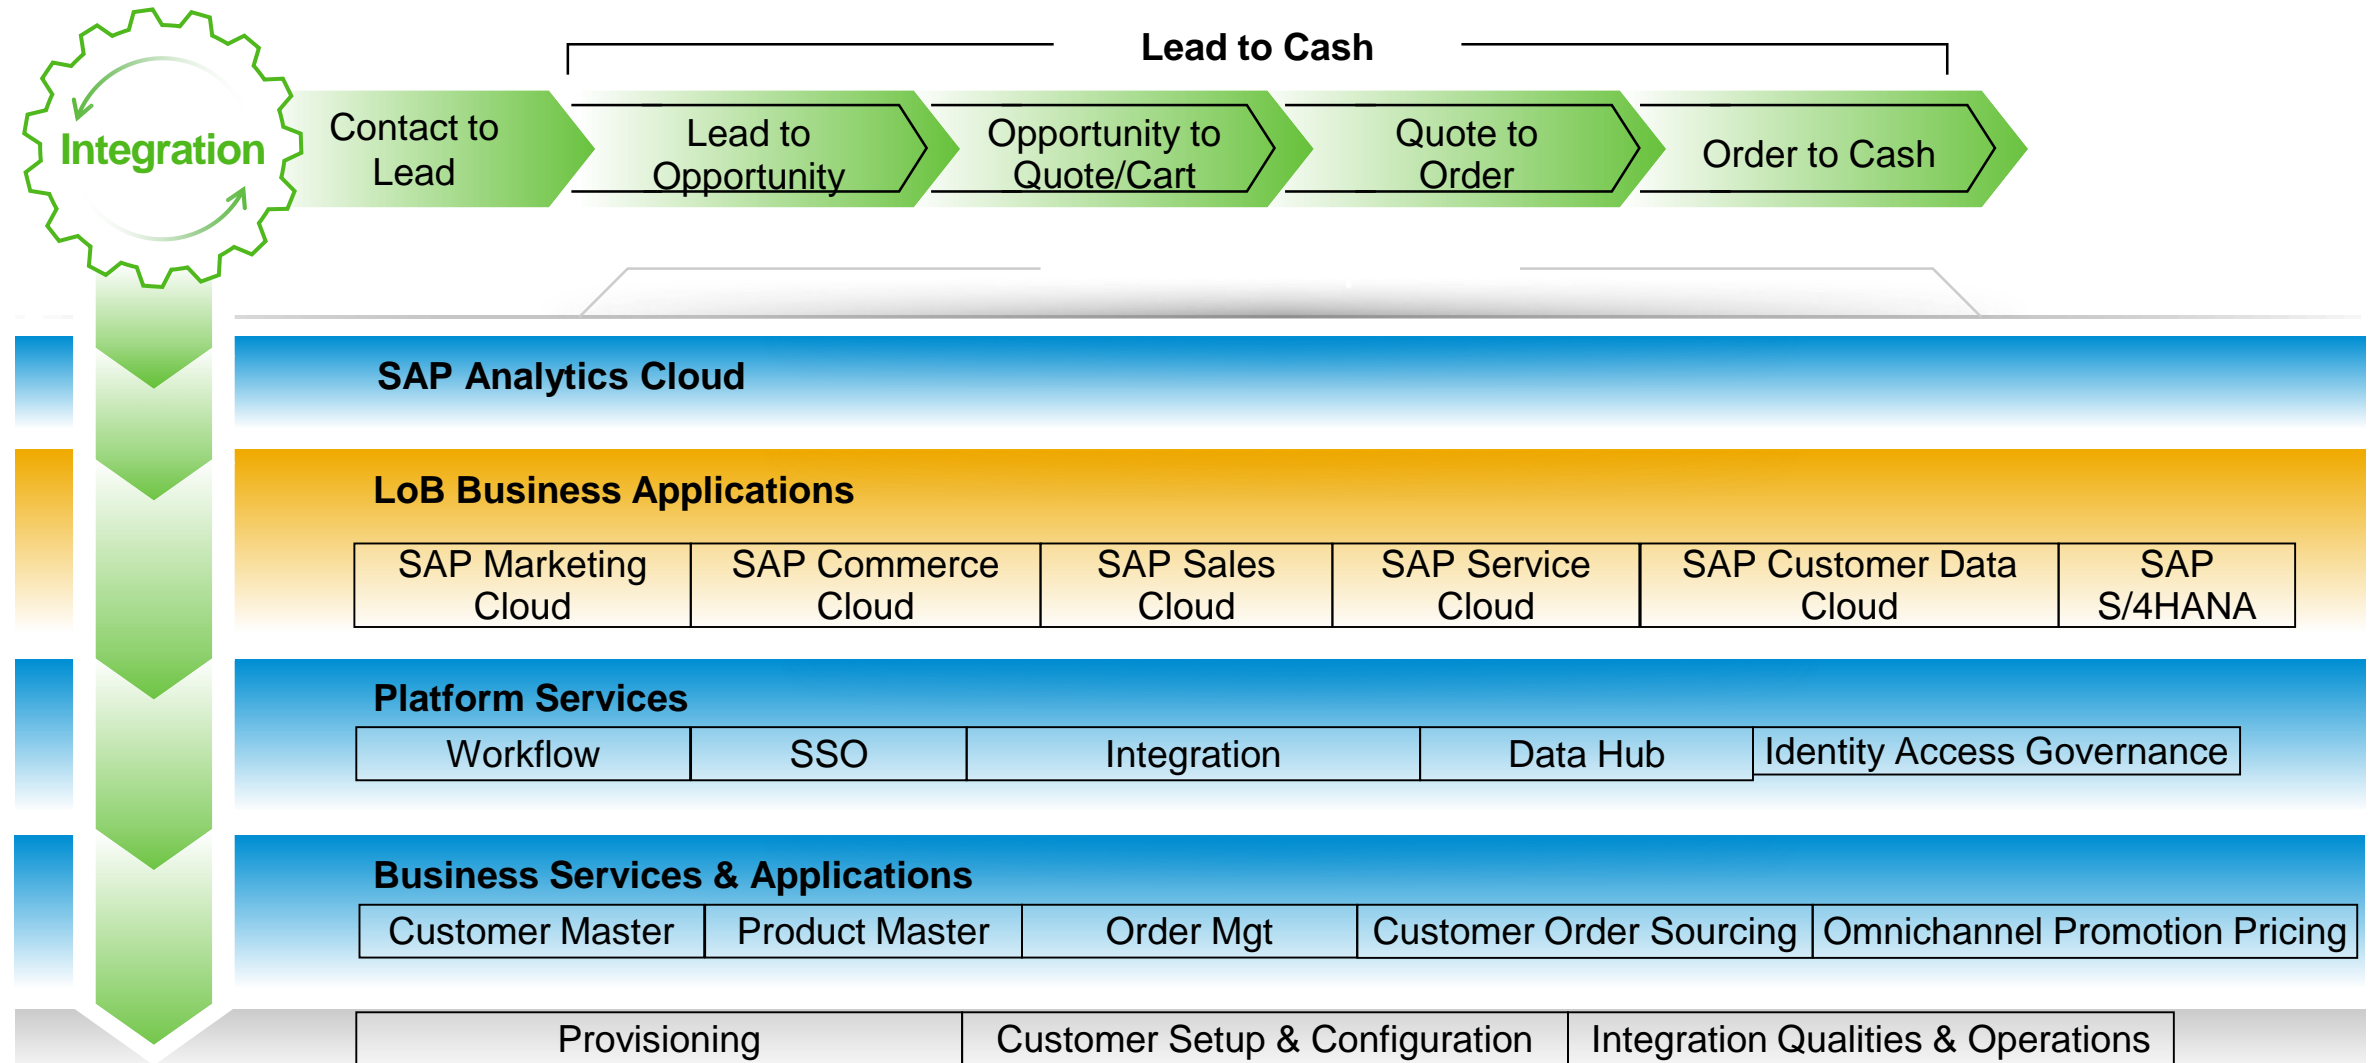 Lead to Cash
Integration
Contact to
Lead
Lead to
Opportunity
Opportunity to
Quote/Cart
Quote to
Order
Order to Cash
SAP Analytics Cloud
LoB Business Applications
SAP Marketing
Cloud
SAP Commerce
Cloud
SAP Sales
Cloud
SAP Service
Cloud
SAP Customer Data
Cloud
SAP
S/4HANA
Platform Services
Workflow
SSO
Integration
Data Hub
Identity Access Governance
Business Services & Applications
Customer Master
Product Master
Order Mgt
Customer Order Sourcing
Omnichannel Promotion Pricing
Provisioning
Customer Setup & Configuration
Integration Qualities & Operations